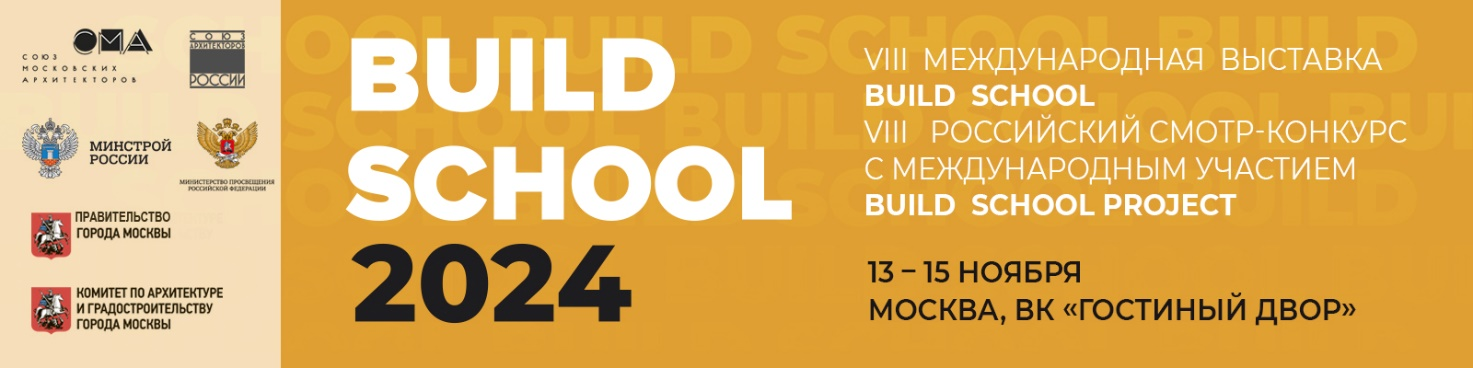 СМА
СОЮЗ
МОСКОВСКИХ
АРХИТЕКТОРОВ
СОЮЗ
АРХИТЕКТОРОВ
РОССИИ
МИНСТРОЙ
РОССИИ
МИНИСТЕРСТВО ПРОСВЕЩЕНИЯ
РОССИЙСКОЙ ФЕДЕРАЦИИ
ПРАВИТЕЛЬСТВО
ГОРОДА МОСКВЫ
КОМИТЕТ ПО АРХИТЕКТУРЕ
И ГРАДОСТРОИТЕЛЬСТВУ
ГОРОДА МОСКВЫ
BUILD
SCHOOL
2024
VIII МЕЖДУНАРОДНАЯ ВЫСТАВКА
BUILD SCHOOL
VIII РОССИЙСКИЙ СМОТР-КОНКУРС
С МЕЖДУНАРОДНЫМ УЧАСТИЕМ
BUILD SCHOOL PROJECT
13 – 15 НОЯБРЯ
МОСКВА, ВК «ГОСТИНЫЙ ДВОР»